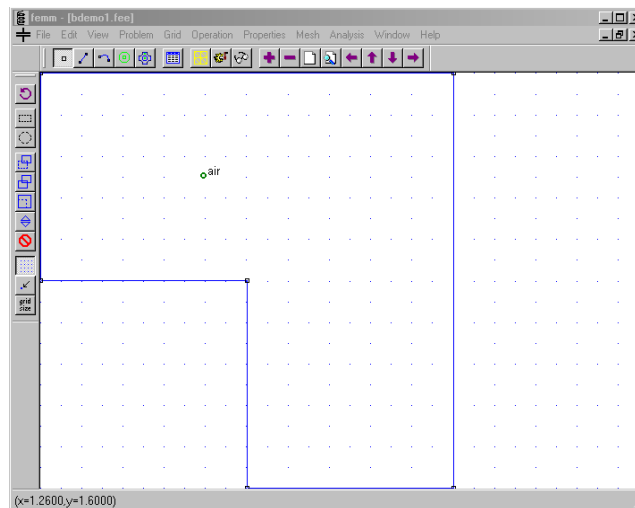 femm - [bdemo1.fee]
File Edit View Problem Grid Operation Properties Mesh Analysis Window Help
air
grid
size
(x=1.2600,y=1.6000)